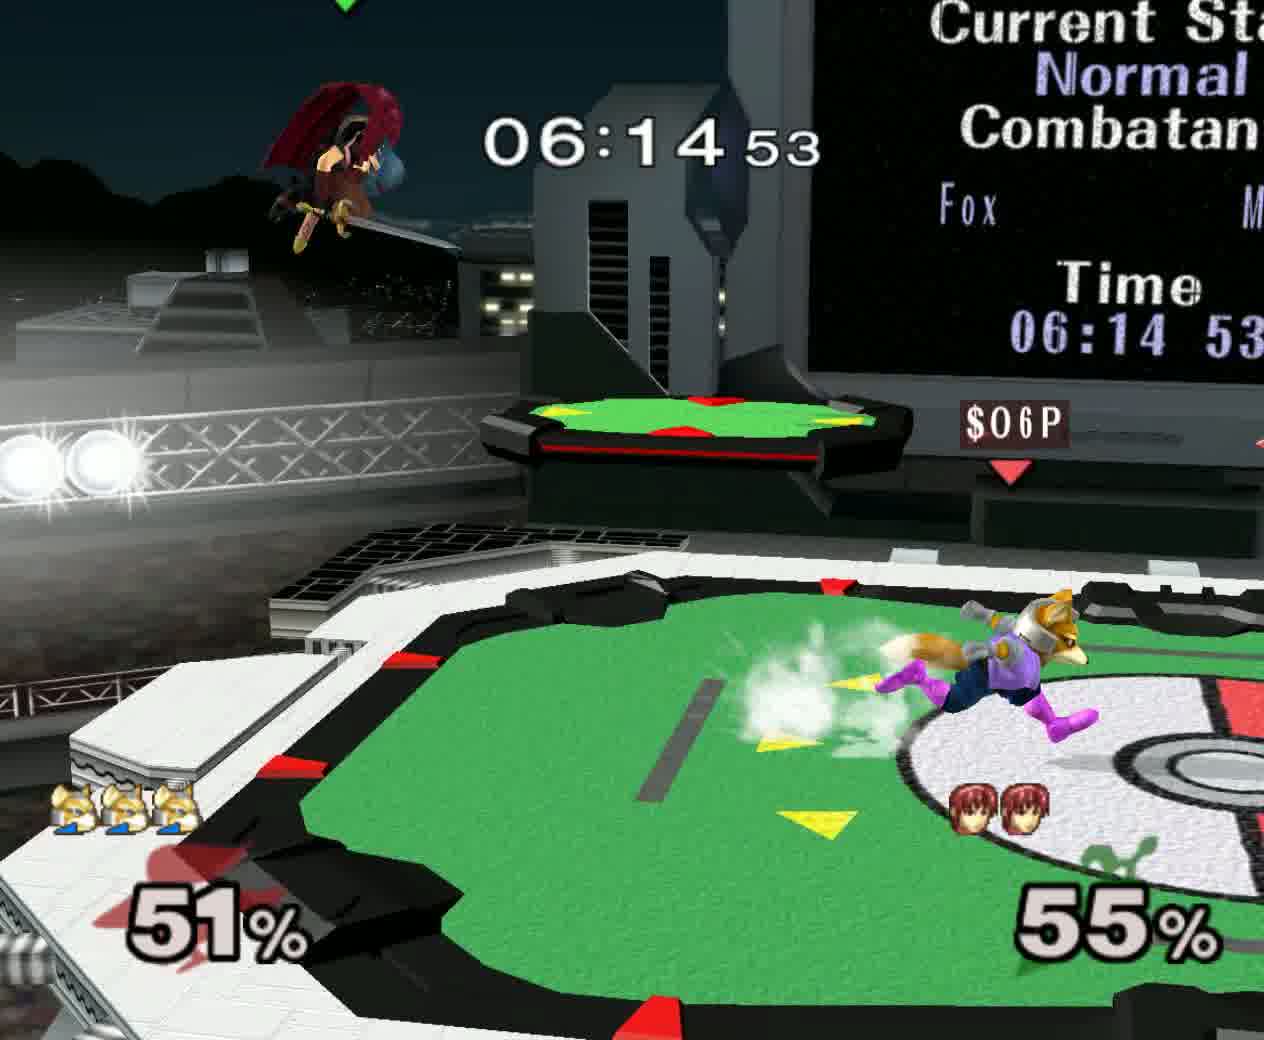 Current Sta
Normal
Combatan
06:14 53
Fox M
Time
06:14 53
$06P
51%
55%